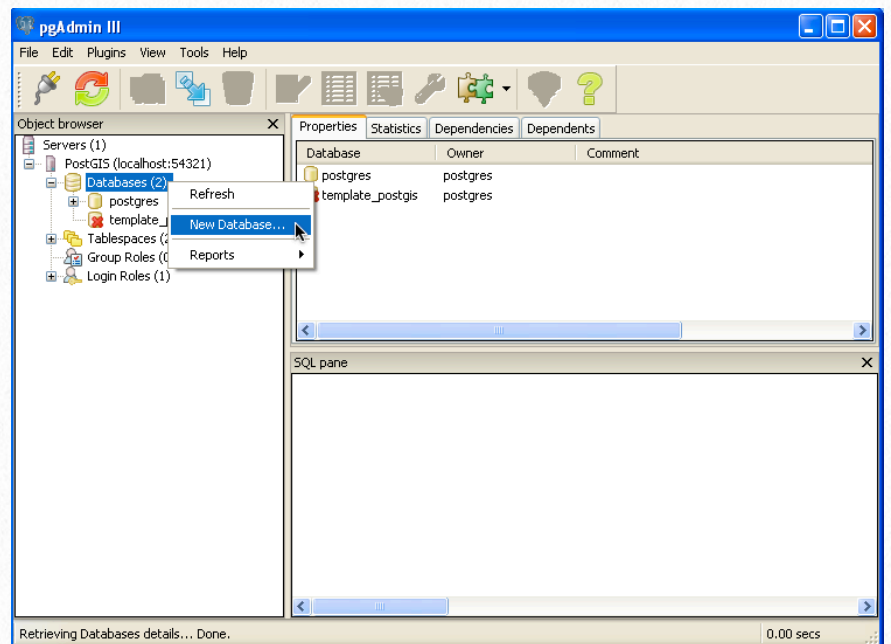 pgAdmin III
File Edit Plugins View Tools Help
Object browser
Servers (1)
PostGIS (localhost:54321)
Databases (2)
postgres
template_
Tablespaces (
Group Roles (
Login Roles (1)
Refresh
New Database...
Reports
Properties Statistics Dependencies Dependents
Database Owner Comment
postgres postgres
template_postgis postgres
SQL pane
Retrieving Databases details... Done. 0.00 secs